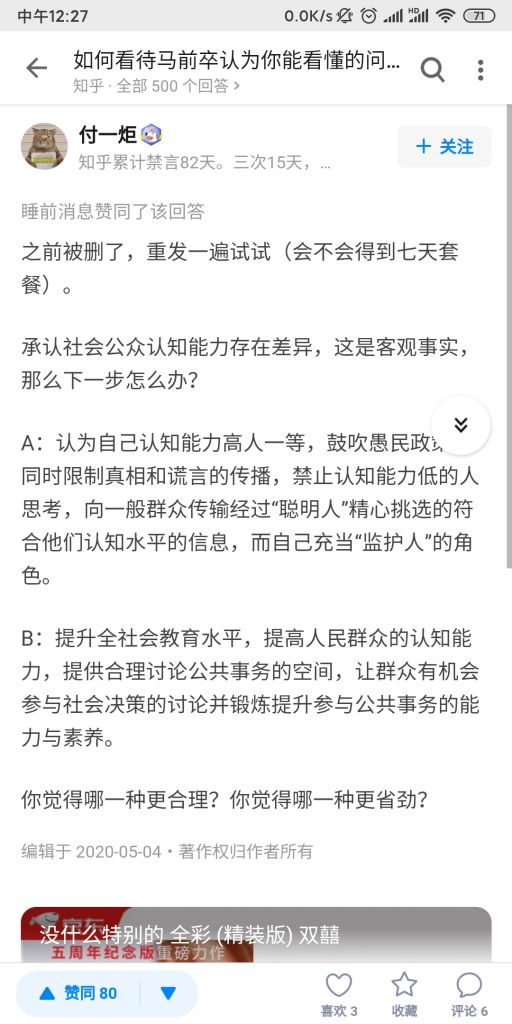 中午12:27
0.0K/s
HD
71
如何看待马前卒认为你能看懂的问...
知乎 · 全部 500 个回答 >
付一炬
知乎累计禁言82天。三次15天，...
+ 关注
睡前消息赞同了该回答
之前被删了，重发一遍试试（会不会得到七天套
餐）。
承认社会公众认知能力存在差异，这是客观事实，
那么下一步怎么办？
A：认为自己认知能力高人一等，鼓吹愚民政
同时限制真相和谎言的传播，禁止认知能力低的人
思考，向一般群众传输经过“聪明人”精心挑选的符
合他们认知水平的信息，而自己充当“监护人”的角
色。
B：提升全社会教育水平，提高人民群众的认知能
力，提供合理讨论公共事务的空间，让群众有机会
参与社会决策的讨论并锻炼提升参与公共事务的能
力与素养。
你觉得哪一种更合理？你觉得哪一种更省劲？
编辑于 2020-05-04 · 著作权归作者所有
京东
没什么特别的 全彩 (精装版) 双囍
五周年纪念版重磅力作
赞同 80
喜欢 3
收藏
评论 6